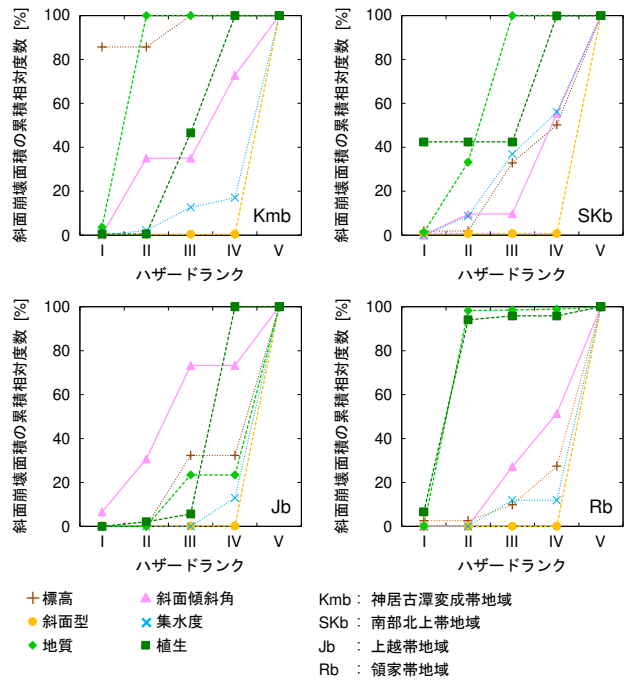 斜面崩壊面積の累積相対度数 [%]
100
80
60
40
20
0
I II III IV V
ハザードランク
Kmb
斜面崩壊面積の累積相対度数 [%]
100
80
60
40
20
0
I II III IV V
ハザードランク
SKb
斜面崩壊面積の累積相対度数 [%]
100
80
60
40
20
0
I II III IV V
ハザードランク
Jb
斜面崩壊面積の累積相対度数 [%]
100
80
60
40
20
0
I II III IV V
ハザードランク
Rb
標高
斜面型
地質
斜面傾斜角
集水度
植生
Kmb : 神居古潭変成帯地域
SKb : 南部北上帯地域
Jb : 上越帯地域
Rb : 領家帯地域